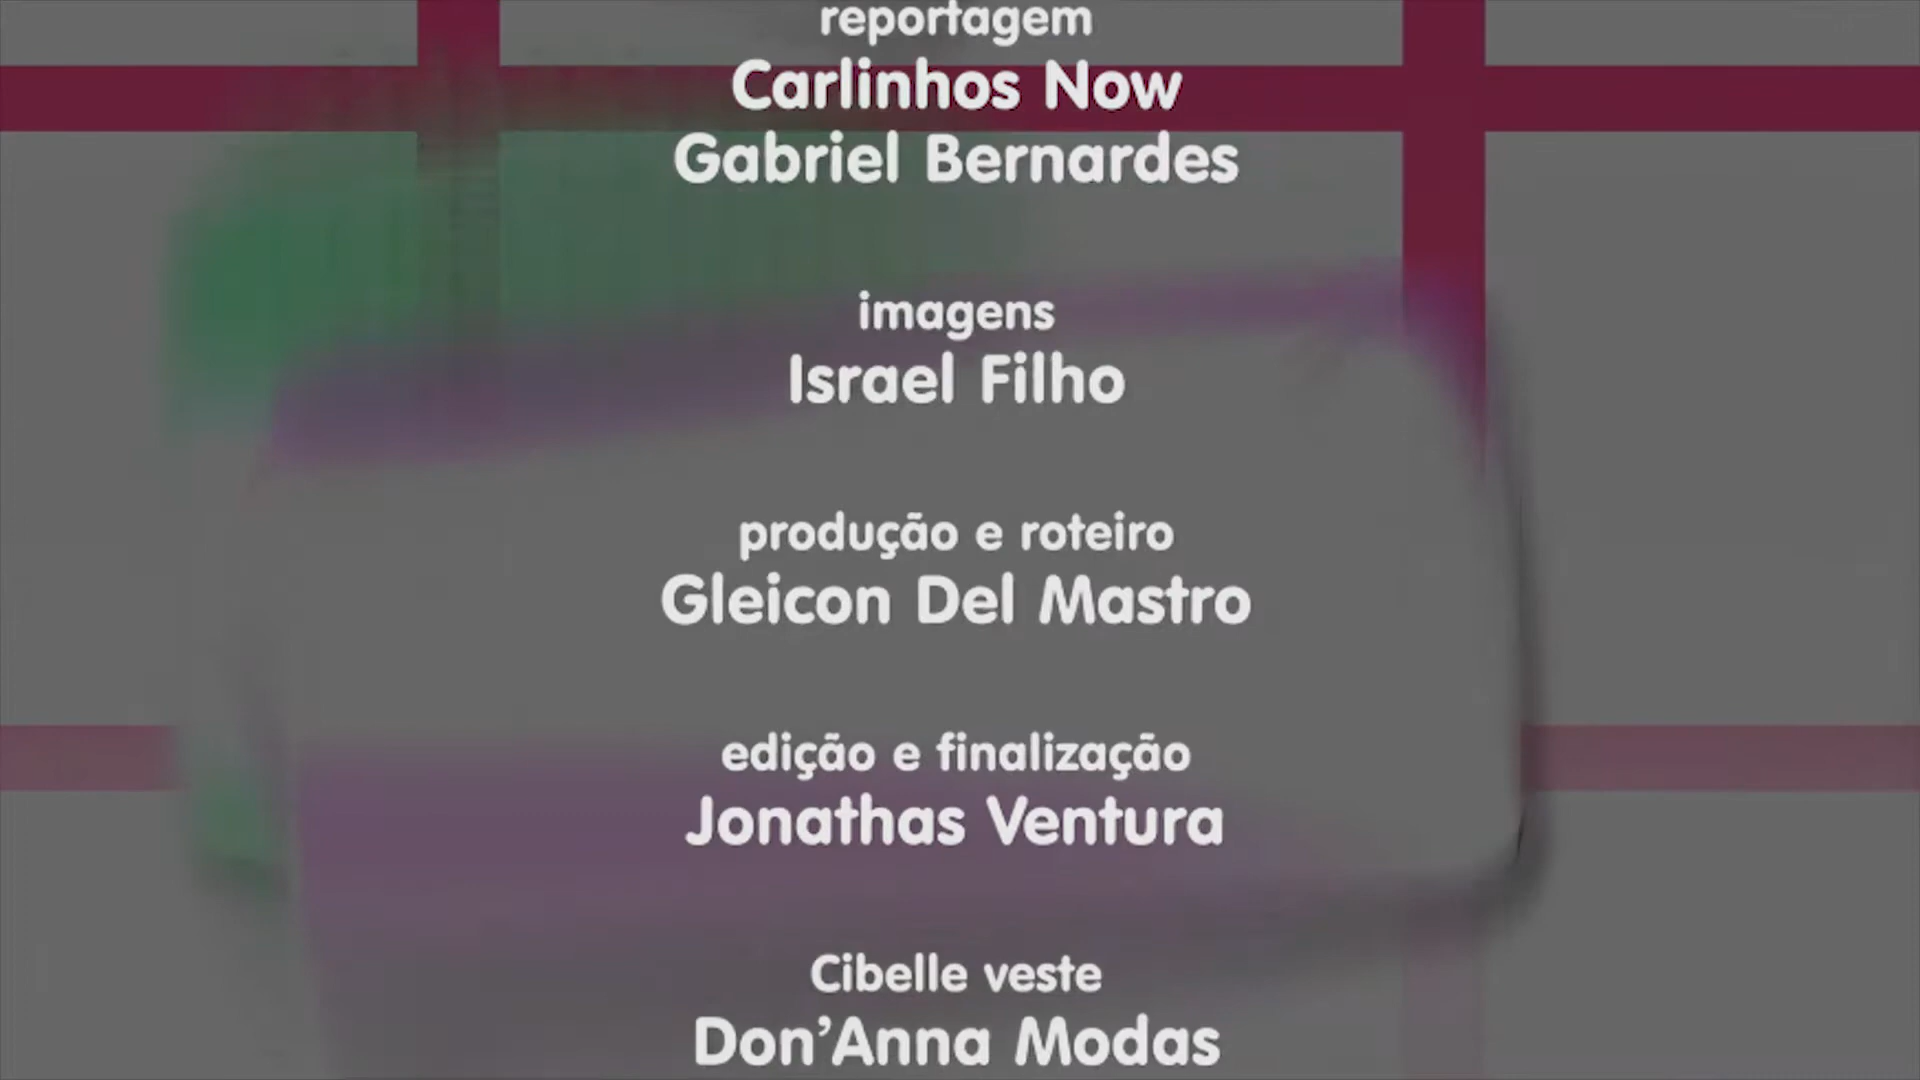 reportagem
Carlinhos Now
Gabriel Bernardes
imagens
Israel Filho
produção e roteiro
Gleicon Del Mastro
edição e finalização
Jonathas Ventura
Cibelle veste
Don’Anna Modas